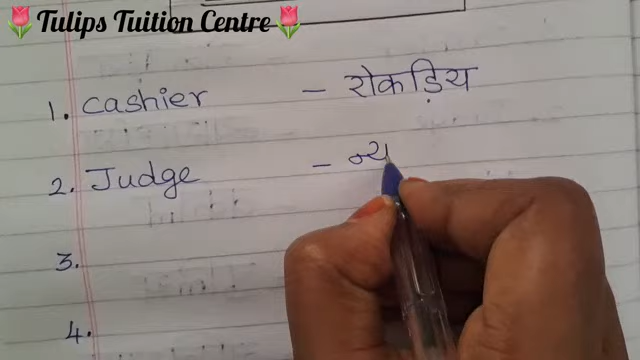 🌷Tulips Tuition Centre🌷
1. Cashier - रोकड़िय
2. Judge - न्य
3.
4.